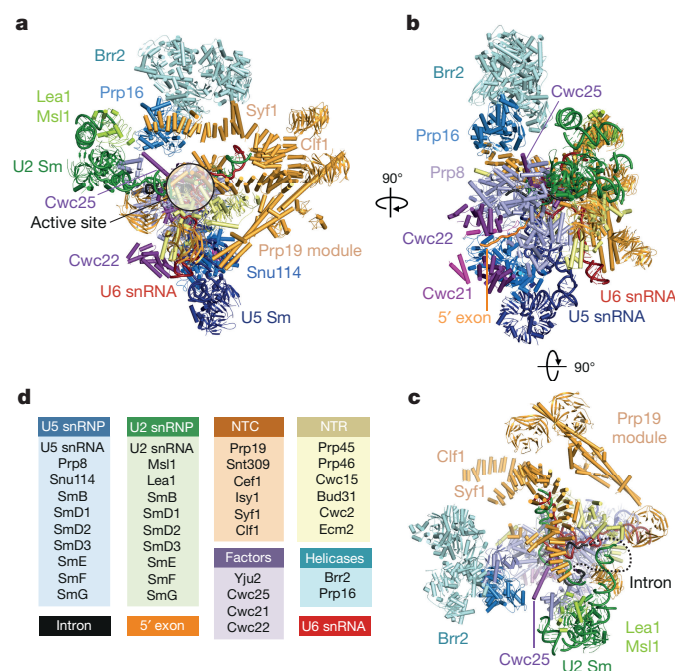 a
Brr2
Prp16
Lea1
Msl1
Syf1
Clf1
U2 Sm
Cwc25
Active site
Cwc22
Prp19 module
Snu114
U6 snRNA
U5 Sm
90°
b
Cwc25
Brr2
Prp16
Prp8
Cwc22
Cwc21
5′ exon
U6 snRNA
U5 snRNA
90°
c
Prp19
module
Clf1
Syf1
Intron
Brr2
Lea1
Msl1
Cwc25
U2 Sm
d
U5 snRNP
U5 snRNA
Prp8
Snu114
SmB
SmD1
SmD2
SmD3
SmE
SmF
SmG
Intron
U2 snRNP
U2 snRNA
Msl1
Lea1
SmB
SmD1
SmD2
SmD3
SmE
SmF
SmG
5′ exon
NTC
Prp19
Snt309
Cef1
Isy1
Syf1
Clf1
Factors
Yju2
Cwc25
Cwc21
Cwc22
NTR
Prp45
Prp46
Cwc15
Bud31
Cwc2
Ecm2
Helicases
Brr2
Prp16
U6 snRNA